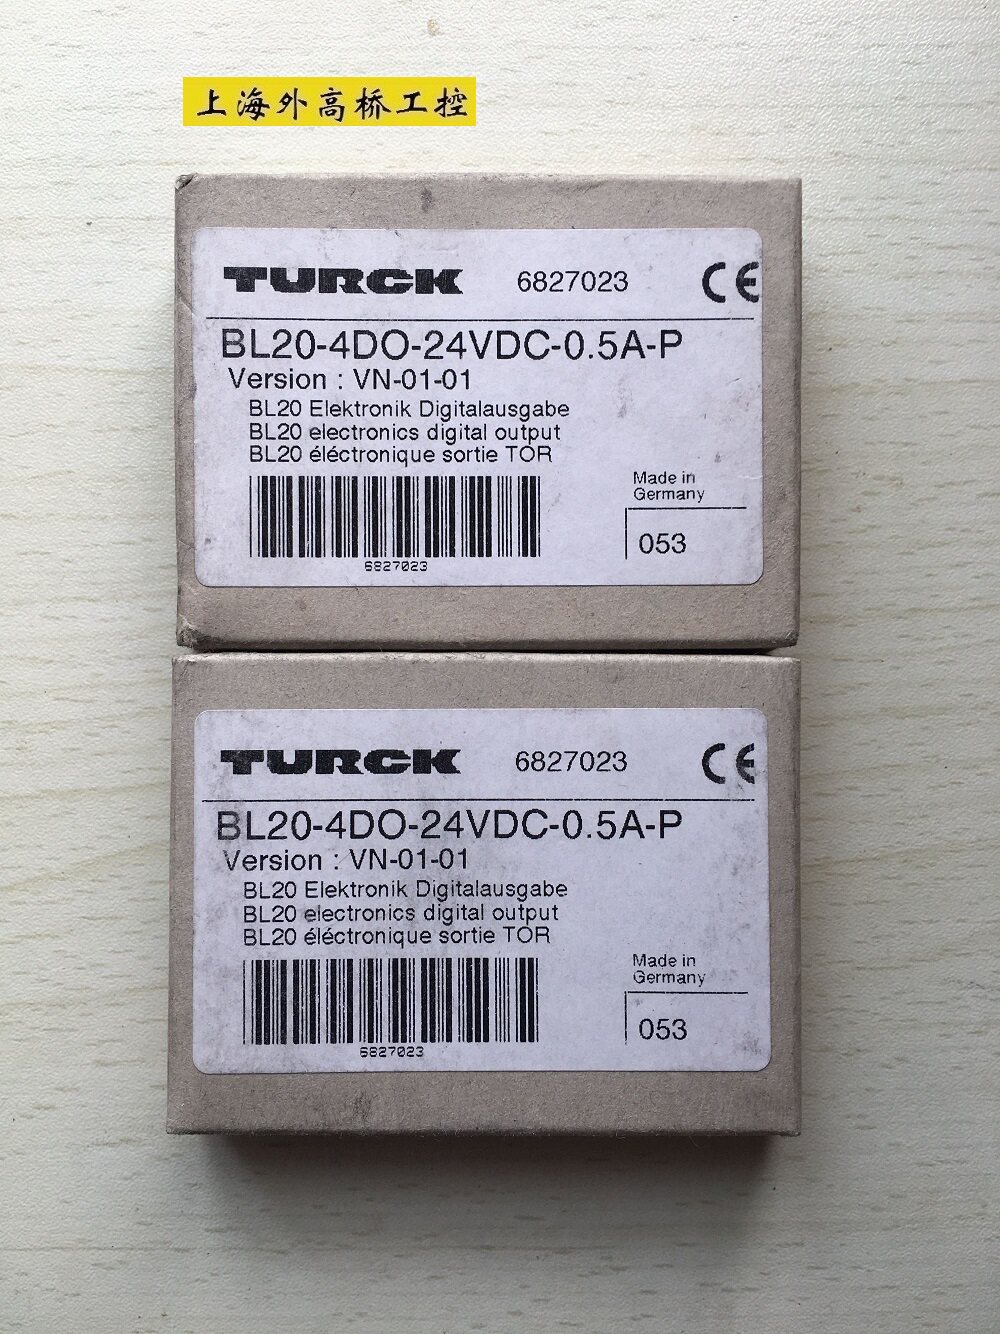 上海外高桥工控
TURCK 6827023 CE
BL20-4DO-24VDC-0.5A-P
Version : VN-01-01
BL20 Elektronik Digitalausgabe
BL20 electronics digital output
BL20 éléctronique sortie TOR
Made in
Germany
053
6827023
TURCK 6827023 CE
BL20-4DO-24VDC-0.5A-P
Version : VN-01-01
BL20 Elektronik Digitalausgabe
BL20 electronics digital output
BL20 éléctronique sortie TOR
Made in
Germany
053
6827023